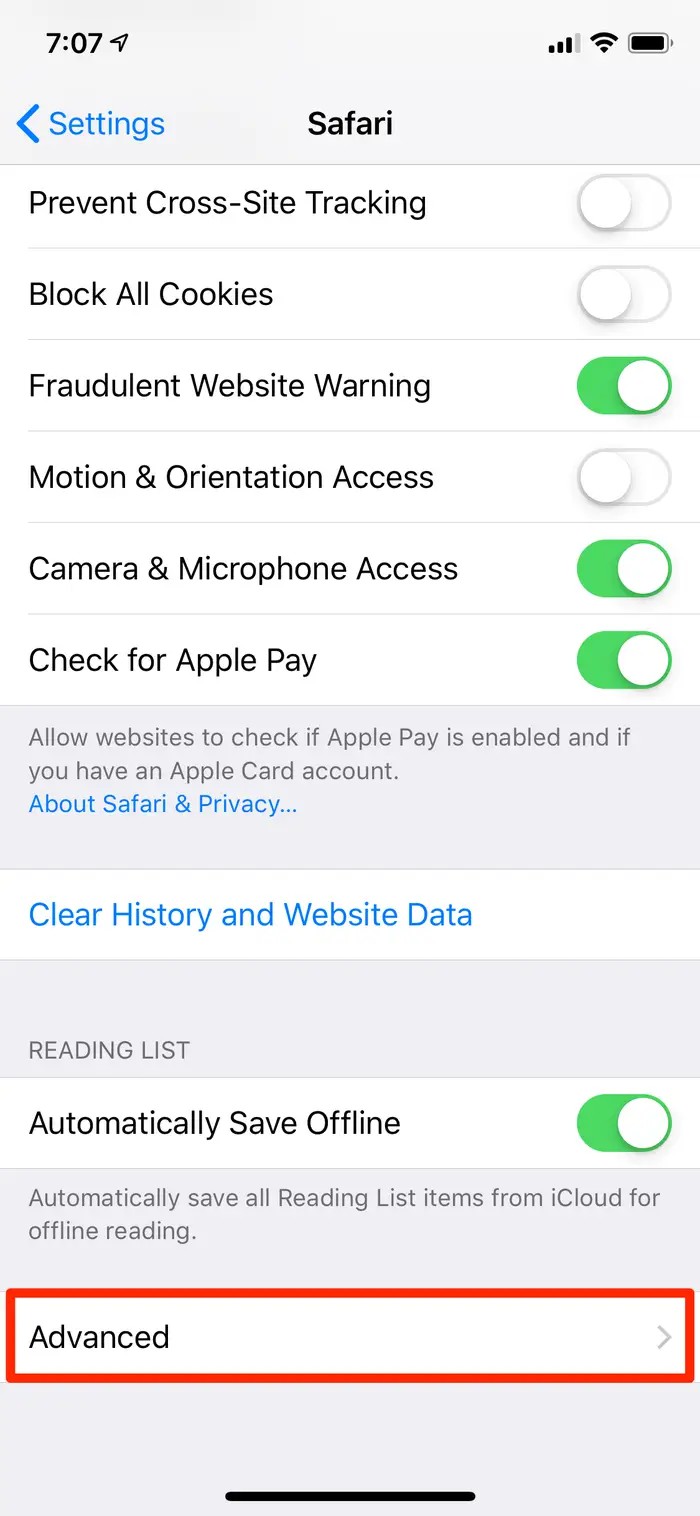 7:07
Settings
Safari
Prevent Cross-Site Tracking
Block All Cookies
Fraudulent Website Warning
Motion & Orientation Access
Camera & Microphone Access
Check for Apple Pay
Allow websites to check if Apple Pay is enabled and if
you have an Apple Card account.
About Safari & Privacy...
Clear History and Website Data
READING LIST
Automatically Save Offline
Automatically save all Reading List items from iCloud for
offline reading.
Advanced